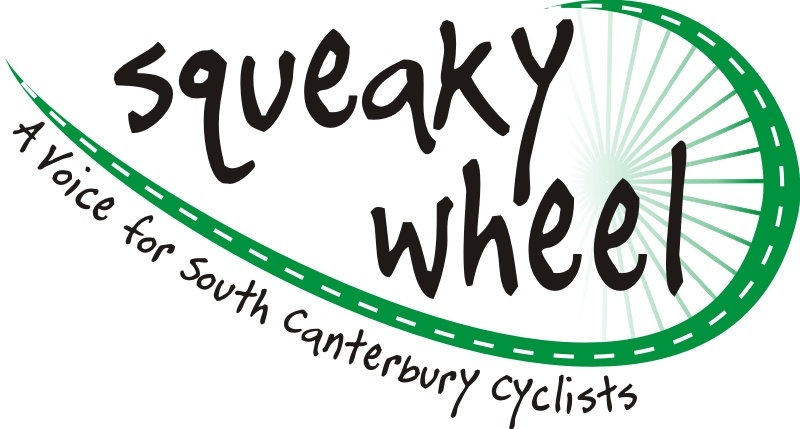 squeaky
wheel
A Voice for South Canterbury Cyclists